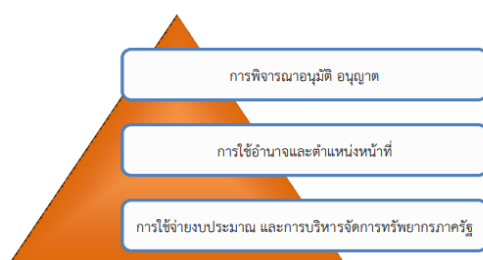 การพิจารณาอนุมัติ อนุญาต
การใช้อำนาจและตำแหน่งหน้าที่
การใช้จ่ายงบประมาณ และการบริหารจัดการทรัพยากรภาครัฐ